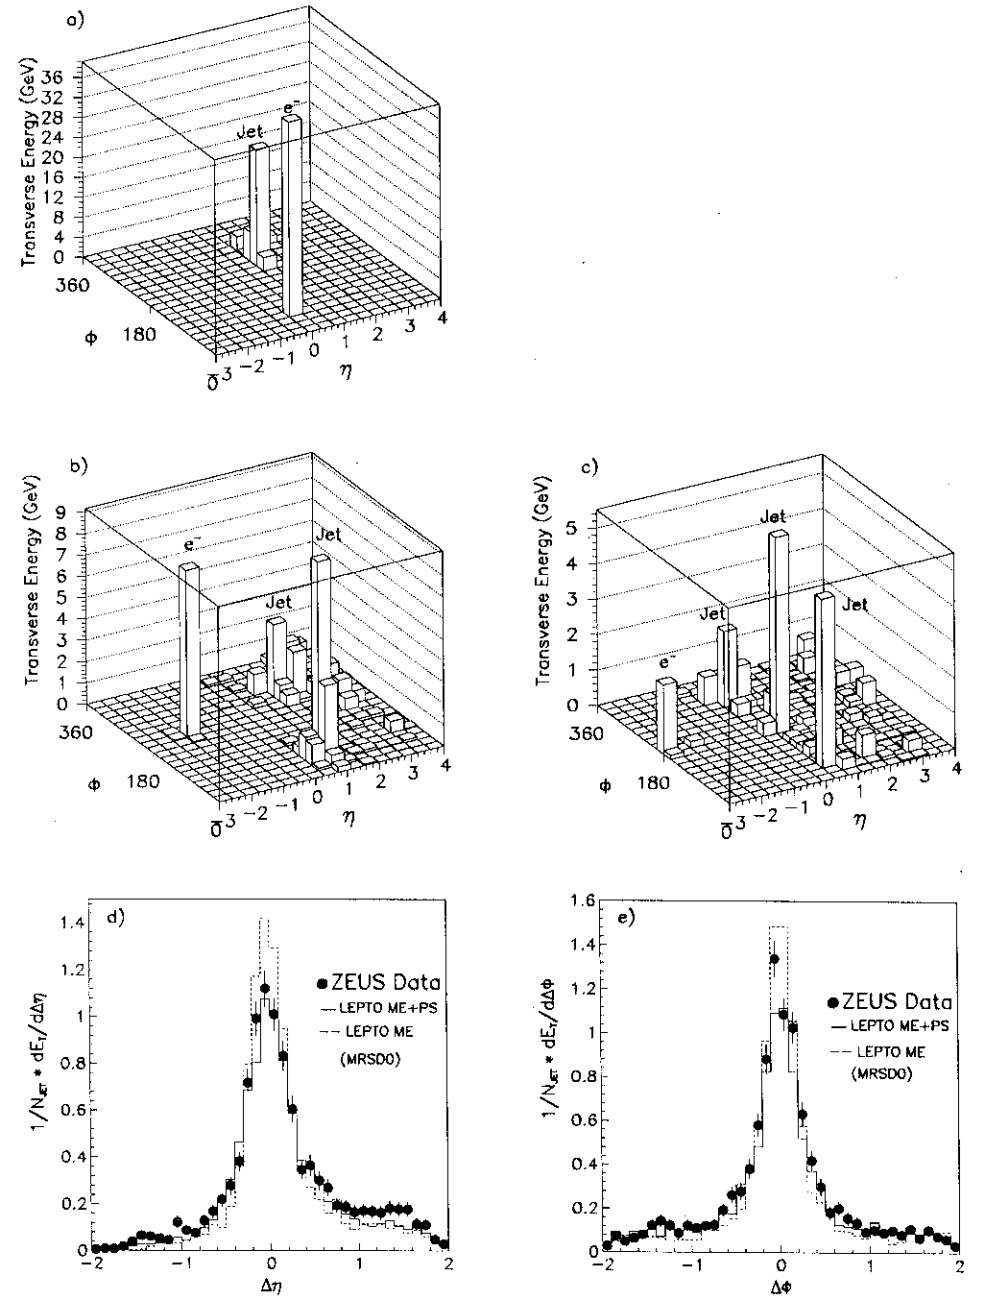 a)
Transverse Energy (GeV)
36
32
28
24
20
16
12
8
4
0
Jet
e⁻
360
180
ϕ
0
−3 −2 −1 0 1 2 3 4
η
b)
Transverse Energy (GeV)
9
8
7
6
5
4
3
2
1
0
e⁻
Jet
Jet
360
180
ϕ
0
−3 −2 −1 0 1 2 3 4
η
c)
Transverse Energy (GeV)
5
4
3
2
1
0
e⁻
Jet
Jet
Jet
360
180
ϕ
0
−3 −2 −1 0 1 2 3 4
η
d)
1/N_JET * dE_T/dΔη
1.4
1.2
1
0.8
0.6
0.4
0.2
0
● ZEUS Data
— LEPTO ME+PS
--- LEPTO ME
(MRSD0)
−2 −1 0 1 2
Δη
e)
1/N_JET * dE_T/dΔΦ
1.6
1.4
1.2
1
0.8
0.6
0.4
0.2
0
● ZEUS Data
— LEPTO ME+PS
--- LEPTO ME
(MRSD0)
−2 −1 0 1 2
ΔΦ